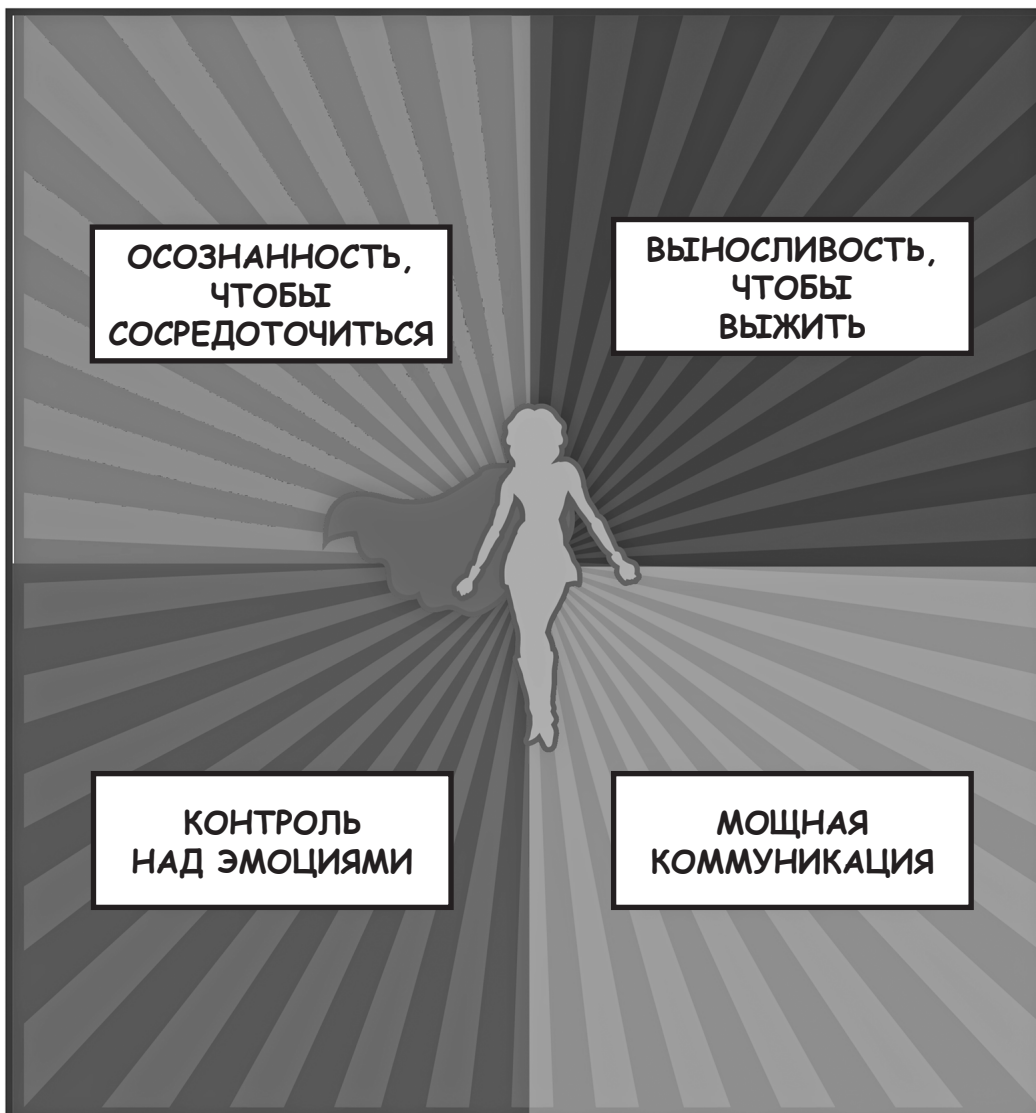 ОСОЗНАННОСТЬ,
ЧТОБЫ
СОСРЕДОТОЧИТЬСЯ
ВЫНОСЛИВОСТЬ,
ЧТОБЫ
ВЫЖИТЬ
КОНТРОЛЬ
НАД ЭМОЦИЯМИ
МОЩНАЯ
КОММУНИКАЦИЯ